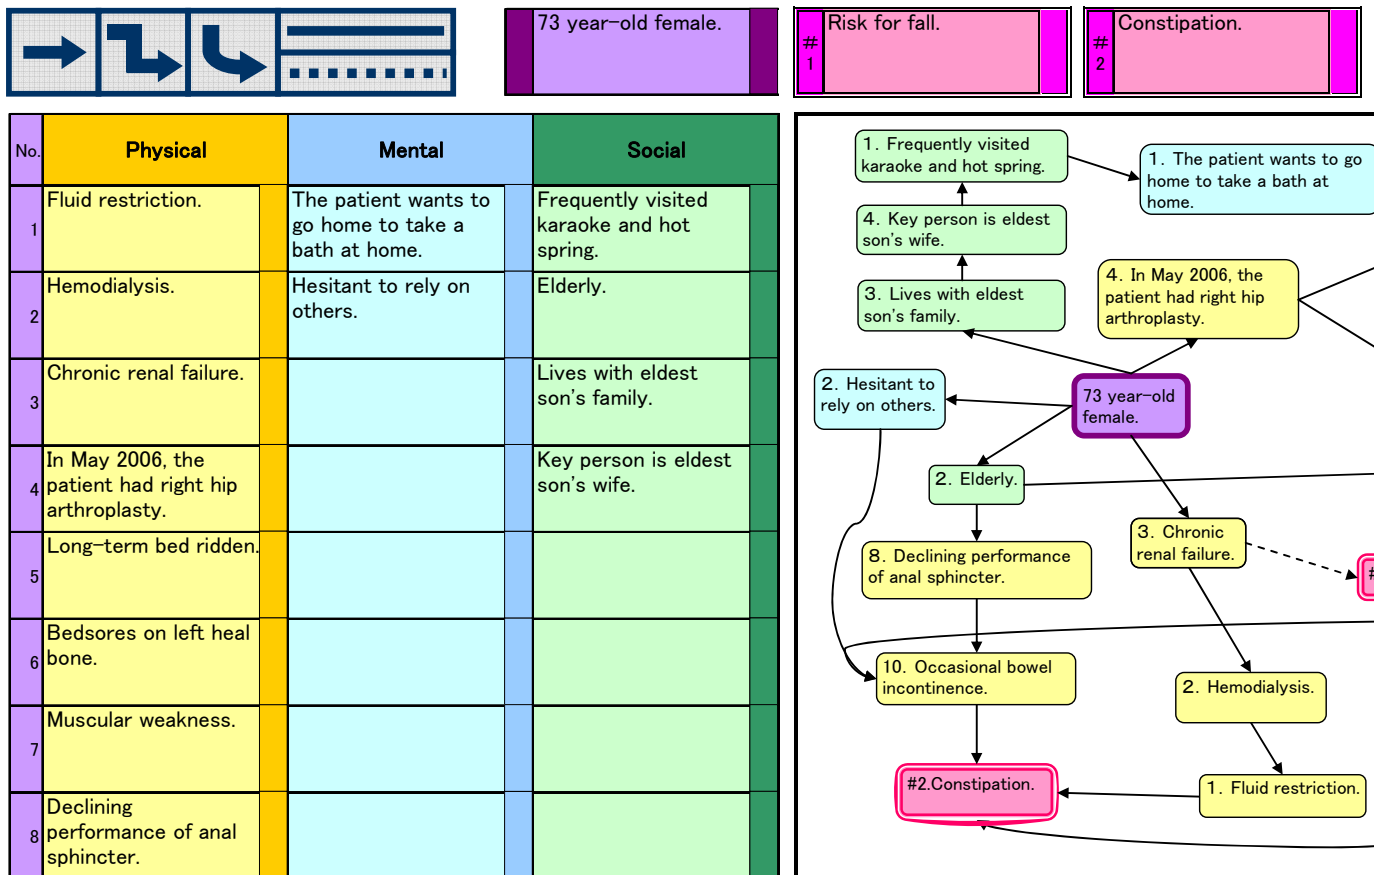 73 year-old female.
# 1
Risk for fall.
# 2
Constipation.
No.
Physical
Mental
Social
1
Fluid restriction.
The patient wants to
go home to take a
bath at home.
Frequently visited
karaoke and hot
spring.
2
Hemodialysis.
Hesitant to rely on
others.
Elderly.
3
Chronic renal failure.
Lives with eldest
son's family.
4
In May 2006, the
patient had right hip
arthroplasty.
Key person is eldest
son's wife.
5
Long-term bed ridden.
6
Bedsores on left heal
bone.
7
Muscular weakness.
8
Declining
performance of anal
sphincter.
1. Frequently visited
karaoke and hot spring.
1. The patient wants to go
home to take a bath at
home.
4. Key person is eldest
son's wife.
3. Lives with eldest
son's family.
4. In May 2006, the
patient had right hip
arthroplasty.
2. Hesitant to
rely on others.
73 year-old
female.
2. Elderly.
3. Chronic
renal failure.
8. Declining performance
of anal sphincter.
#
10. Occasional bowel
incontinence.
2. Hemodialysis.
#2.Constipation.
1. Fluid restriction.